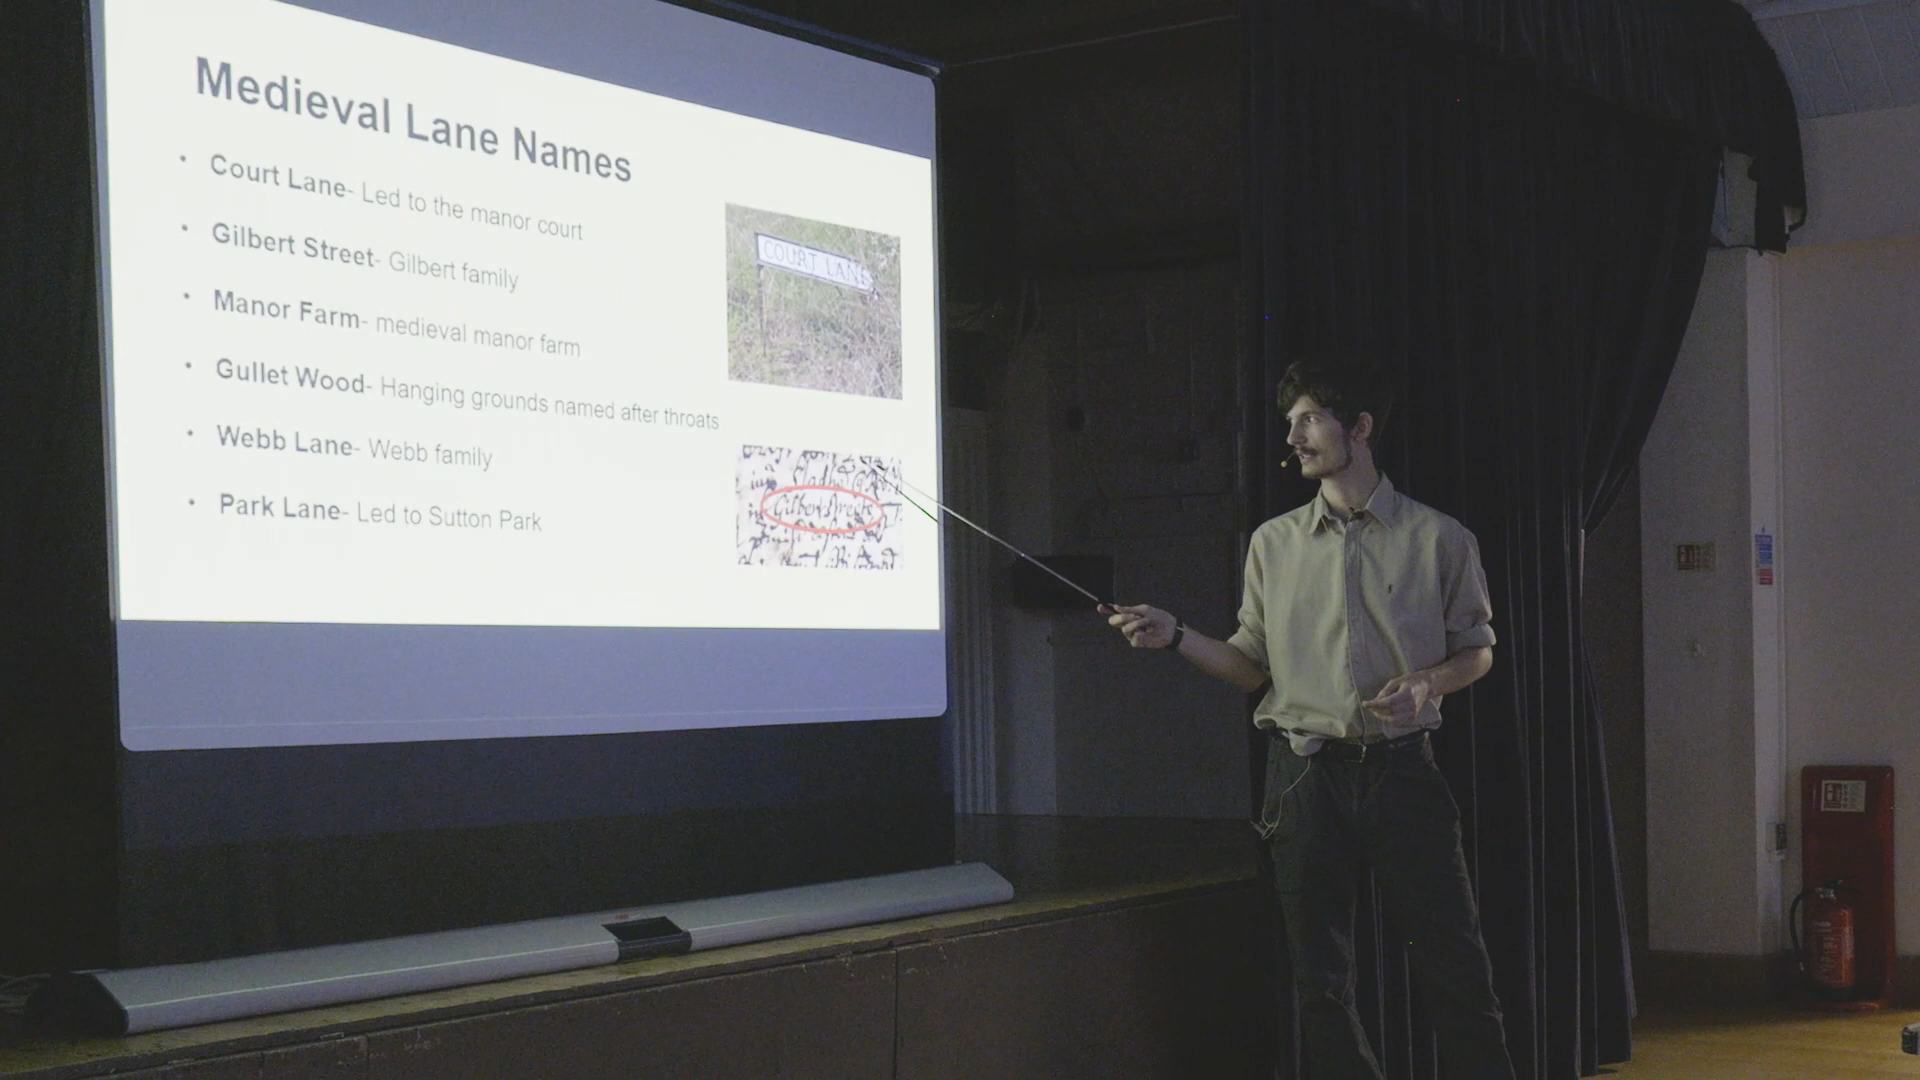 Medieval Lane Names
• Court Lane- Led to the manor court
• Gilbert Street- Gilbert family
• Manor Farm- medieval manor farm
• Gullet Wood- Hanging grounds named after throats
• Webb Lane- Webb family
• Park Lane- Led to Sutton Park
COURT LANE